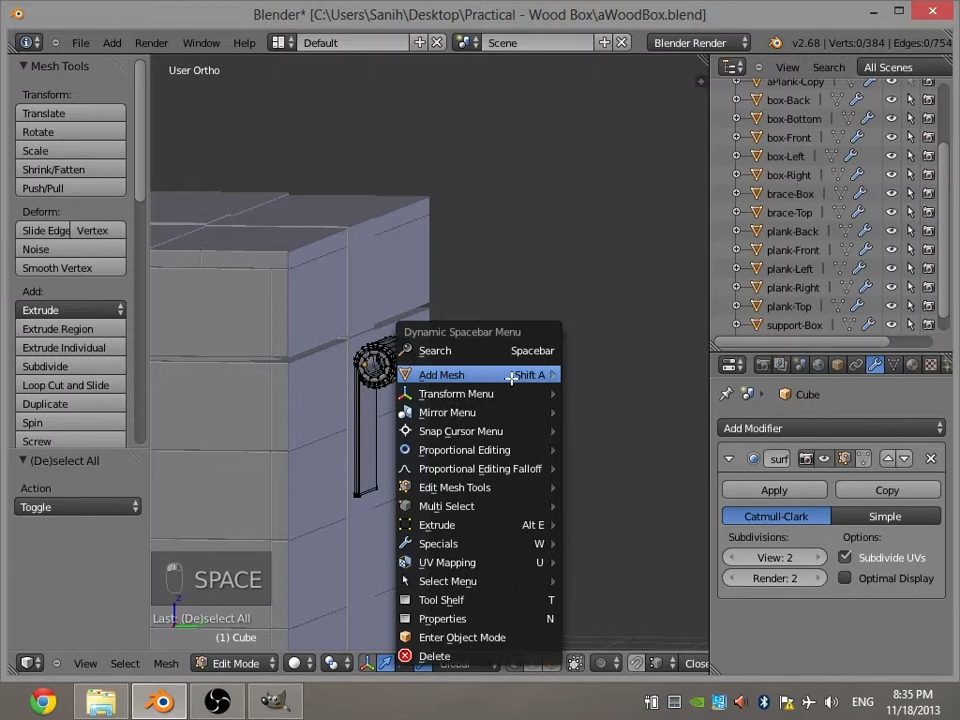 Blender* [C:\Users\Sanih\Desktop\Practical - Wood Box\aWoodBox.blend]
File Add Render Window Help Default Scene Blender Render v2.68 | Verts:0/384 | Edges:0/754
Mesh Tools
Transform:
Translate
Rotate
Scale
Shrink/Fatten
Push/Pull
Deform:
Slide Edge Vertex
Noise
Smooth Vertex
Add:
Extrude
Extrude Region
Extrude Individual
Subdivide
Loop Cut and Slide
Duplicate
Spin
Screw
(De)select All
Action
Toggle
User Ortho
SPACE
z
Last: (De)select All
(1) Cube
Dynamic Spacebar Menu
Search Spacebar
Add Mesh Shift A
Transform Menu
Mirror Menu
Snap Cursor Menu
Proportional Editing
Proportional Editing Falloff
Edit Mesh Tools
Multi Select
Extrude Alt E
Specials W
UV Mapping U
Select Menu
Tool Shelf T
Properties N
Enter Object Mode
Delete
View Select Mesh Edit Mode Global Close
View Search All Scenes
aPlank-Copy
box-Back
box-Bottom
box-Front
box-Left
box-Right
brace-Box
brace-Top
plank-Back
plank-Front
plank-Left
plank-Right
plank-Top
support-Box
Cube
Add Modifier
surf
Apply Copy
Catmull-Clark Simple
Subdivisions: Options:
View: 2 Subdivide UVs
Render: 2 Optimal Display
ENG
8:35 PM
11/18/2013